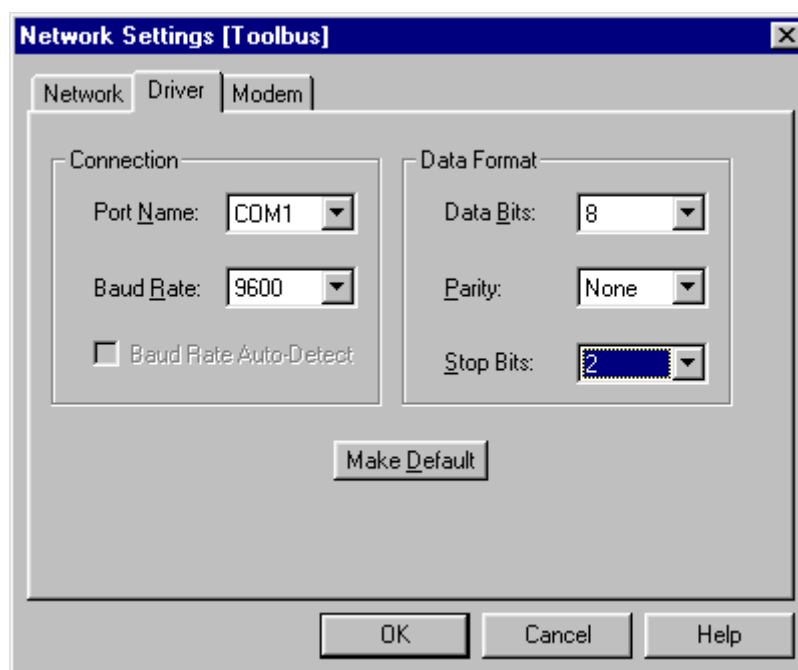 Network Settings [Toolbus]
Network Driver Modem
Connection
Port Name: COM1
Baud Rate: 9600
Baud Rate Auto-Detect
Data Format
Data Bits: 8
Parity: None
Stop Bits: 2
Make Default
OK Cancel Help